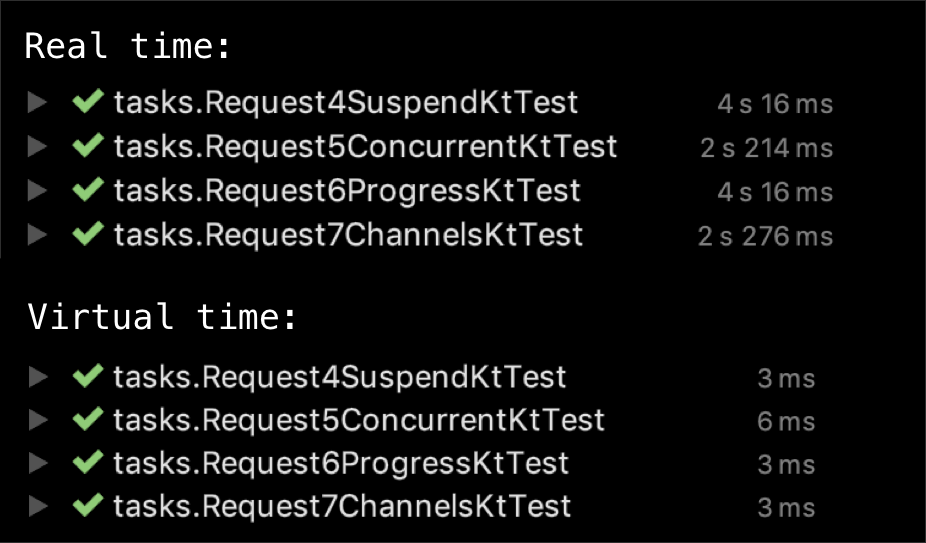 Real time:
tasks.Request4SuspendKtTest 4 s 16 ms
tasks.Request5ConcurrentKtTest 2 s 214 ms
tasks.Request6ProgressKtTest 4 s 16 ms
tasks.Request7ChannelsKtTest 2 s 276 ms
Virtual time:
tasks.Request4SuspendKtTest 3 ms
tasks.Request5ConcurrentKtTest 6 ms
tasks.Request6ProgressKtTest 3 ms
tasks.Request7ChannelsKtTest 3 ms